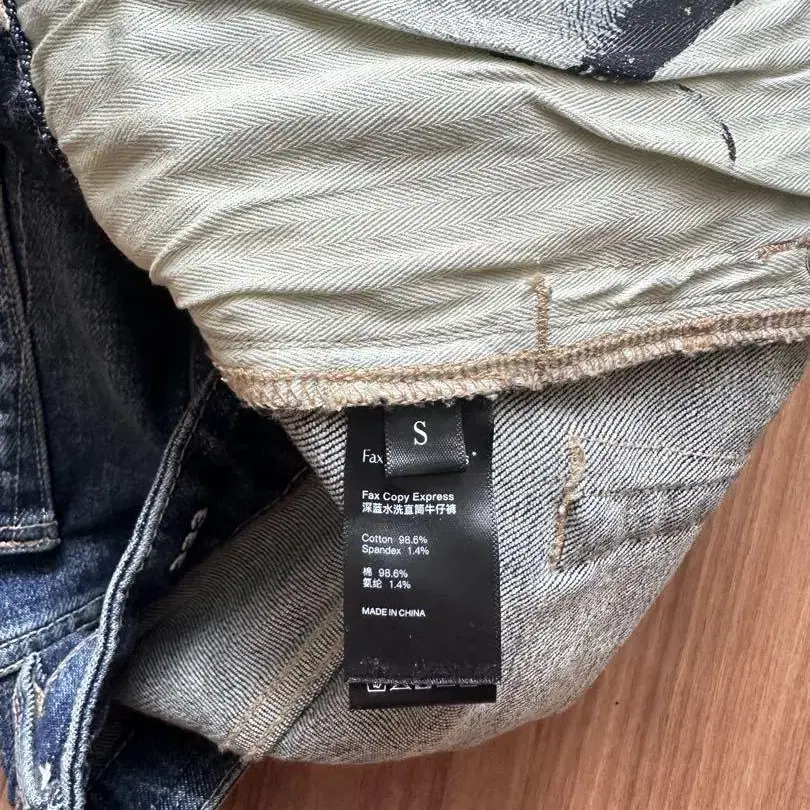 S
Fax
Fax Copy Express
深蓝水洗直筒牛仔裤
Cotton 98.6%
Spandex 1.4%
棉 98.6%
氨纶 1.4%
MADE IN CHINA